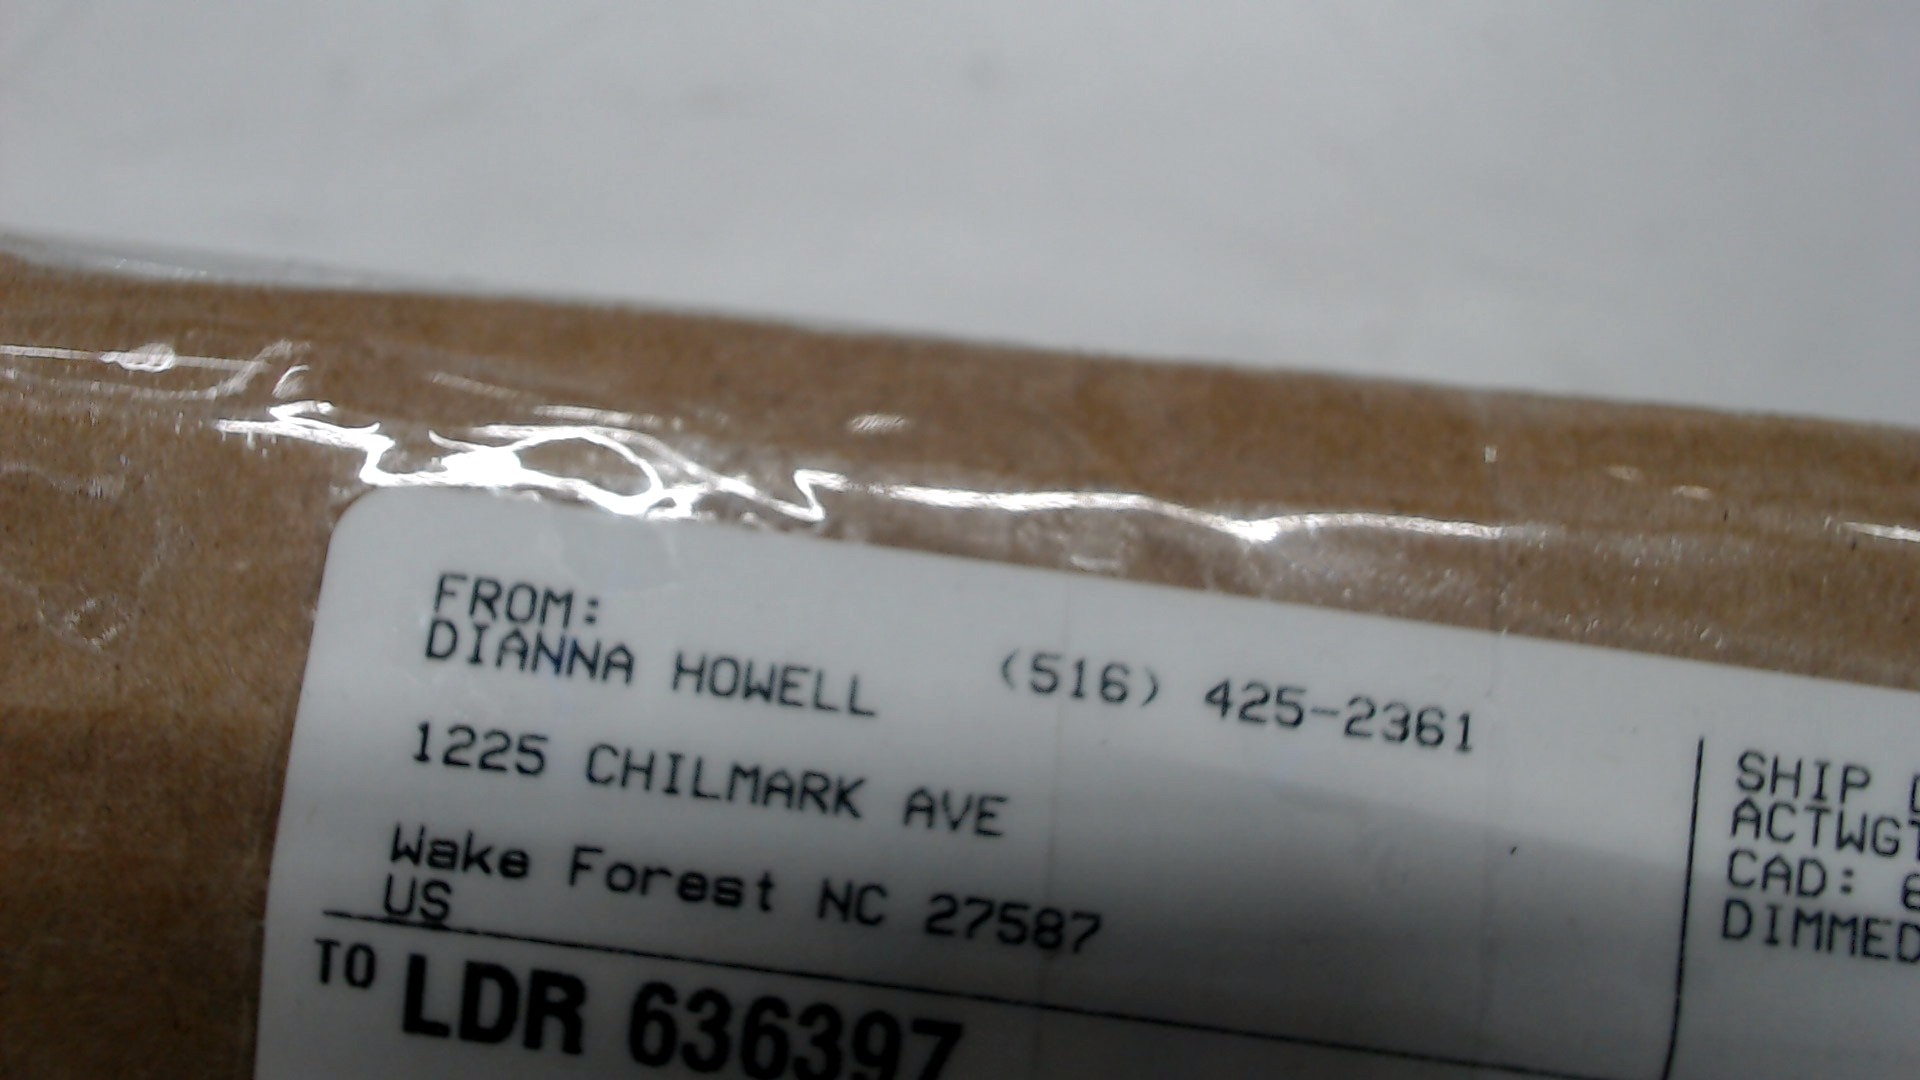 FROM:
DIANNA HOWELL (516) 425-2361
1225 CHILMARK AVE
Wake Forest NC 27587
US
SHIP
ACTWGT
CAD:
DIMMED
TO LDR 636397